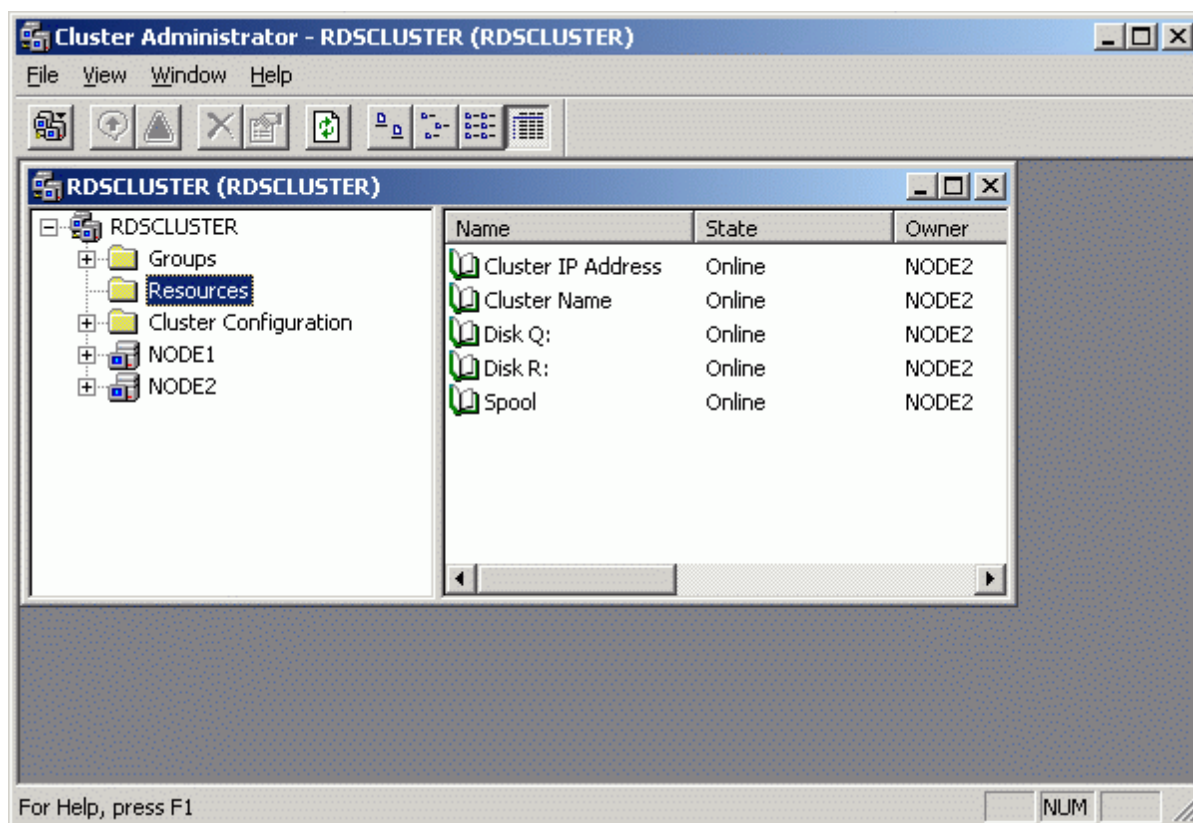 Cluster Administrator - RDSCLUSTER (RDSCLUSTER)
File View Window Help
RDSCLUSTER (RDSCLUSTER)
RDSCLUSTER
Groups
Resources
Cluster Configuration
NODE1
NODE2
Name State Owner
Cluster IP Address Online NODE2
Cluster Name Online NODE2
Disk Q: Online NODE2
Disk R: Online NODE2
Spool Online NODE2
For Help, press F1
NUM